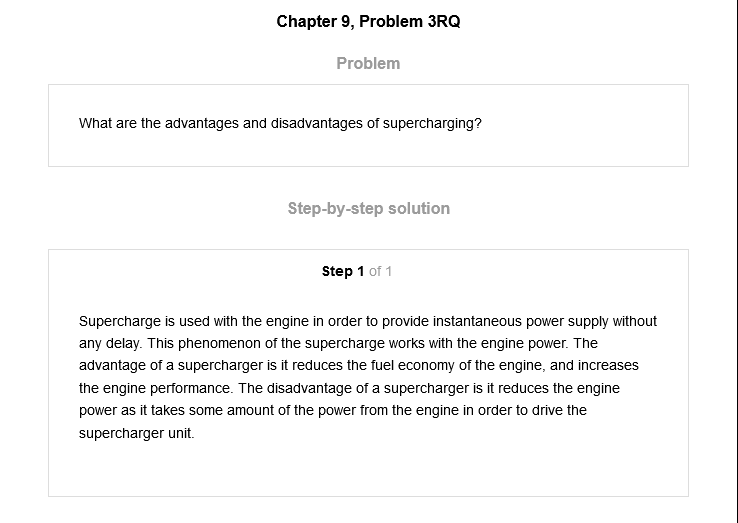 Chapter 9, Problem 3RQ
Problem
What are the advantages and disadvantages of supercharging?
Step-by-step solution
Step 1 of 1
Supercharge is used with the engine in order to provide instantaneous power supply without
any delay. This phenomenon of the supercharge works with the engine power. The
advantage of a supercharger is it reduces the fuel economy of the engine, and increases
the engine performance. The disadvantage of a supercharger is it reduces the engine
power as it takes some amount of the power from the engine in order to drive the
supercharger unit.